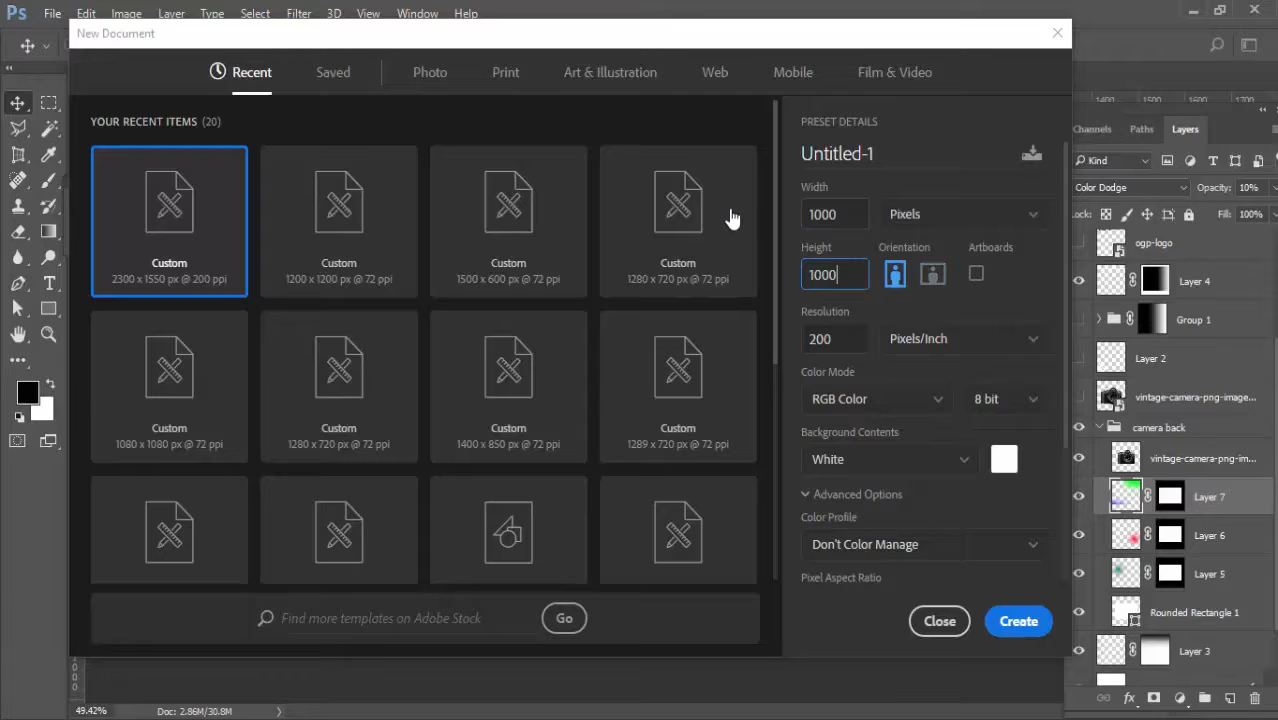 Ps File Edit Image Layer Type Select Filter 3D View Window Help
New Document
Recent Saved Photo Print Art & Illustration Web Mobile Film & Video
YOUR RECENT ITEMS (20)
Custom
2300 x 1550 px @ 200 ppi
Custom
1200 x 1200 px @ 72 ppi
Custom
1500 x 600 px @ 72 ppi
Custom
1280 x 720 px @ 72 ppi
Custom
1080 x 1080 px @ 72 ppi
Custom
1280 x 720 px @ 72 ppi
Custom
1400 x 850 px @ 72 ppi
Custom
1289 x 720 px @ 72 ppi
Find more templates on Adobe Stock Go
PRESET DETAILS
Untitled-1
Width
1000 Pixels
Height Orientation Artboards
1000
Resolution
200 Pixels/Inch
Color Mode
RGB Color 8 bit
Background Contents
White
Advanced Options
Color Profile
Don't Color Manage
Pixel Aspect Ratio
Close Create
1400 1500 1600 1700
Channels Paths Layers
Kind
Color Dodge Opacity: 10%
Lock: Fill: 100%
ogp-logo
Layer 4
Group 1
Layer 2
vintage-camera-png-image...
camera back
vintage-camera-png-im...
Layer 7
Layer 6
Layer 5
Rounded Rectangle 1
Layer 3
fx
49.42% Doc: 2.86M/30.8M